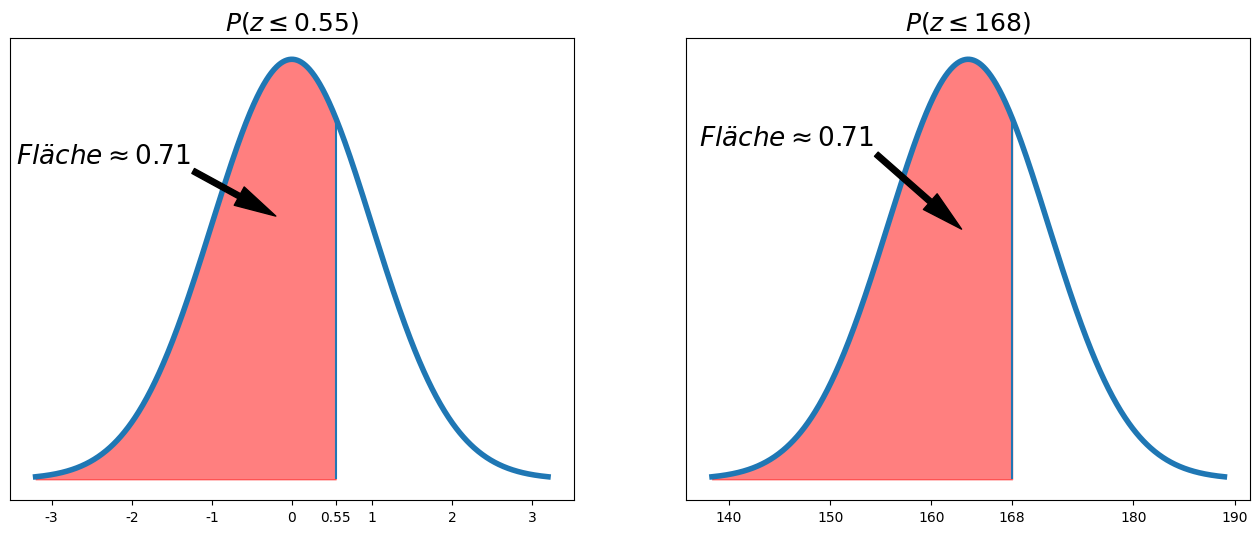 P(z ≤ 0.55)
Fläche ≈ 0.71
-3 -2 -1 0 0.55 1 2 3
P(z ≤ 168)
Fläche ≈ 0.71
140 150 160 168 180 190